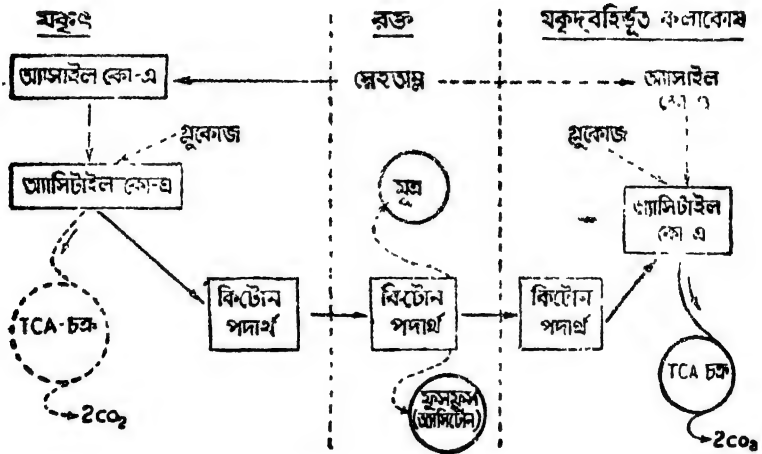 যকৃৎ
রক্ত
যকৃদ্‌বহির্ভূত কলাকোষ
অ্যাসাইল কো-এ
স্নেহঅম্ল
অ্যাসাইল
গ্লুকোজ
গ্লুকোজ
অ্যাসিটাইল কো-এ
মূত্র
অ্যাসিটাইল
কো এ
কিটোন
পদার্থ
কিটোন
পদার্থ
কিটোন
পদার্থ
TCA-চক্র
TCA চক্র
ফুসফুস
(অ্যাসিটোন)
2CO₂
2CO₂